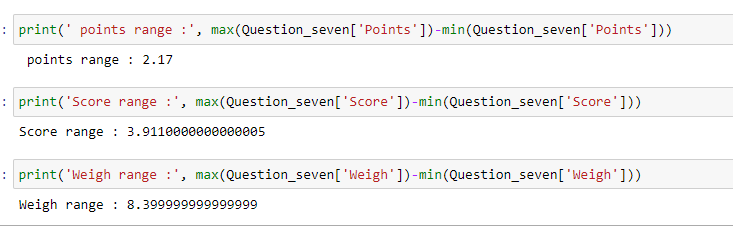 : print(' points range :', max(Question_seven['Points'])-min(Question_seven['Points']))
points range : 2.17
: print('Score range :', max(Question_seven['Score'])-min(Question_seven['Score']))
Score range : 3.9110000000000005
: print('Weigh range :', max(Question_seven['Weigh'])-min(Question_seven['Weigh']))
Weigh range : 8.399999999999999